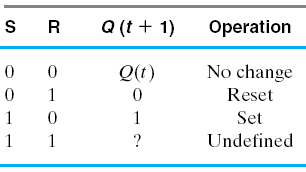 S R Q (t + 1) Operation
0 0 Q(t) No change
0 1 0 Reset
1 0 1 Set
1 1 ? Undefined